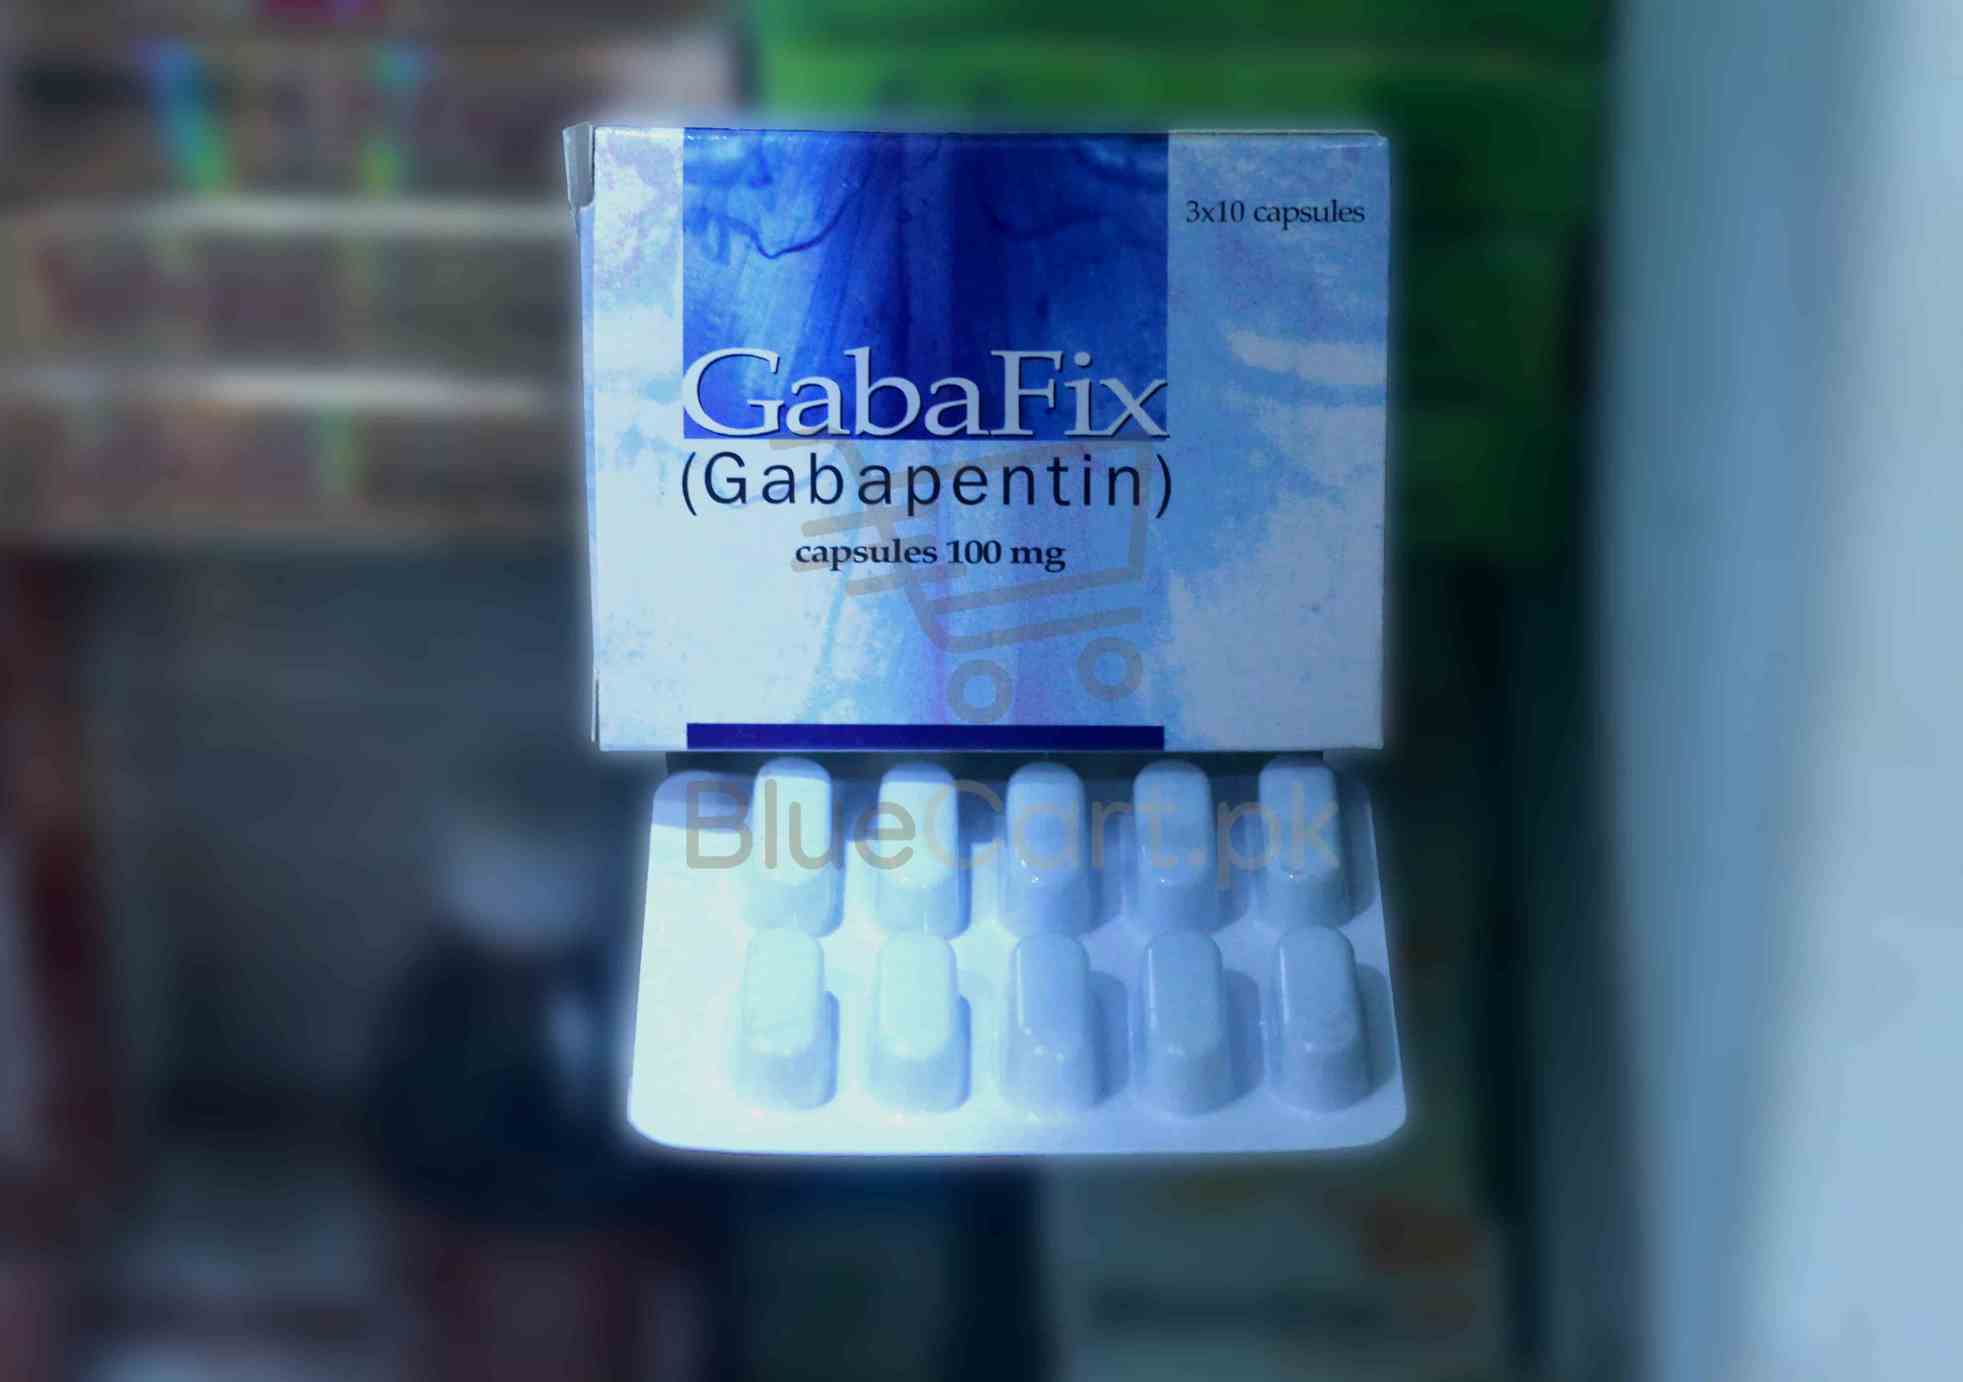 3x10 capsules
GabaFix
(Gabapentin)
capsules 100 mg
BlueCart.pk